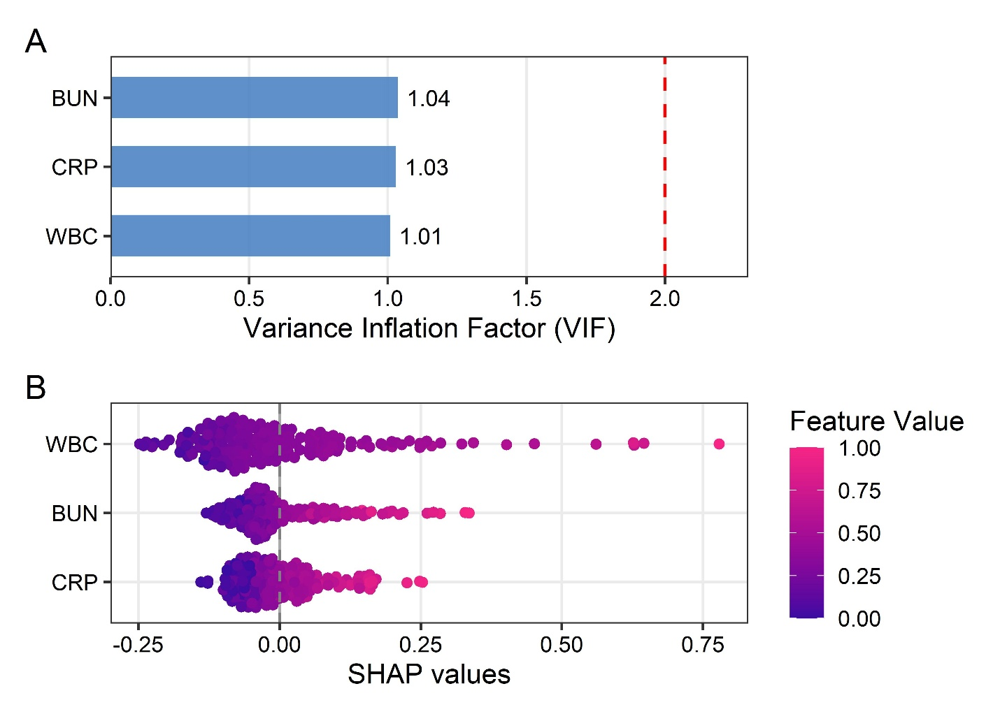 A
BUN
1.04
CRP
1.03
WBC
1.01
0.0 0.5 1.0 1.5 2.0
Variance Inflation Factor (VIF)
B
WBC
BUN
CRP
-0.25 0.00 0.25 0.50 0.75
SHAP values
Feature Value
1.00
0.75
0.50
0.25
0.00